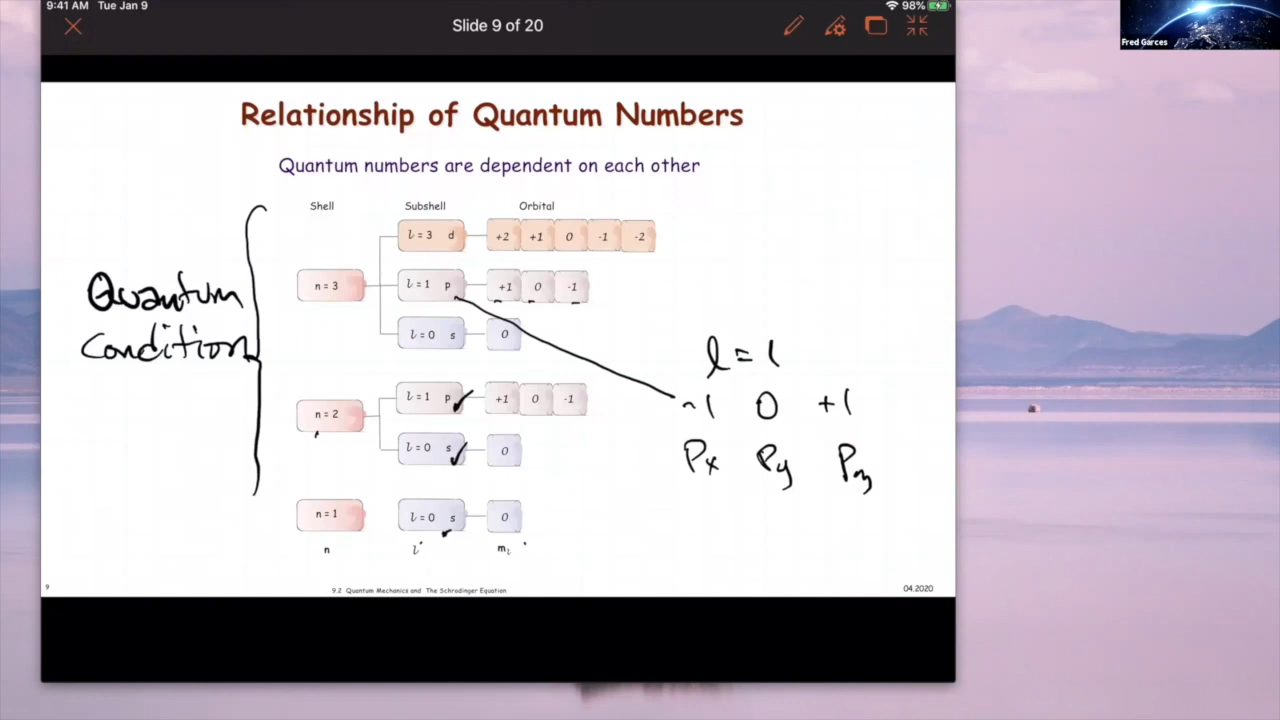 9:41 AM Tue Jan 9
98%
Slide 9 of 20
Fred Garces
Relationship of Quantum Numbers
Quantum numbers are dependent on each other
Shell Subshell Orbital
l = 3 d +2 +1 0 -1 -2
n = 3 l = 1 p +1 0 -1
l = 0 s 0
Quantum
Condition
l = 1
-1 0 +1
Px Py Pz
l = 1 p +1 0 -1
n = 2
l = 0 s 0
n = 1 l = 0 s 0
n l ml
9
9.2 Quantum Mechanics and The Schrodinger Equation
04.2020